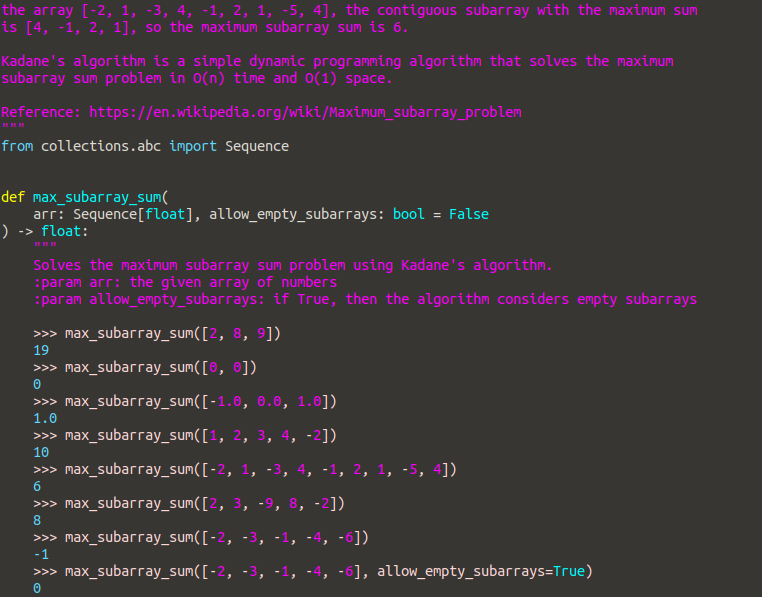 the array [-2, 1, -3, 4, -1, 2, 1, -5, 4], the contiguous subarray with the maximum sum
is [4, -1, 2, 1], so the maximum subarray sum is 6.

Kadane's algorithm is a simple dynamic programming algorithm that solves the maximum
subarray sum problem in O(n) time and O(1) space.

Reference: https://en.wikipedia.org/wiki/Maximum_subarray_problem
"""
from collections.abc import Sequence


def max_subarray_sum(
    arr: Sequence[float], allow_empty_subarrays: bool = False
) -> float:
    """
    Solves the maximum subarray sum problem using Kadane's algorithm.
    :param arr: the given array of numbers
    :param allow_empty_subarrays: if True, then the algorithm considers empty subarrays

    >>> max_subarray_sum([2, 8, 9])
    19
    >>> max_subarray_sum([0, 0])
    0
    >>> max_subarray_sum([-1.0, 0.0, 1.0])
    1.0
    >>> max_subarray_sum([1, 2, 3, 4, -2])
    10
    >>> max_subarray_sum([-2, 1, -3, 4, -1, 2, 1, -5, 4])
    6
    >>> max_subarray_sum([2, 3, -9, 8, -2])
    8
    >>> max_subarray_sum([-2, -3, -1, -4, -6])
    -1
    >>> max_subarray_sum([-2, -3, -1, -4, -6], allow_empty_subarrays=True)
    0